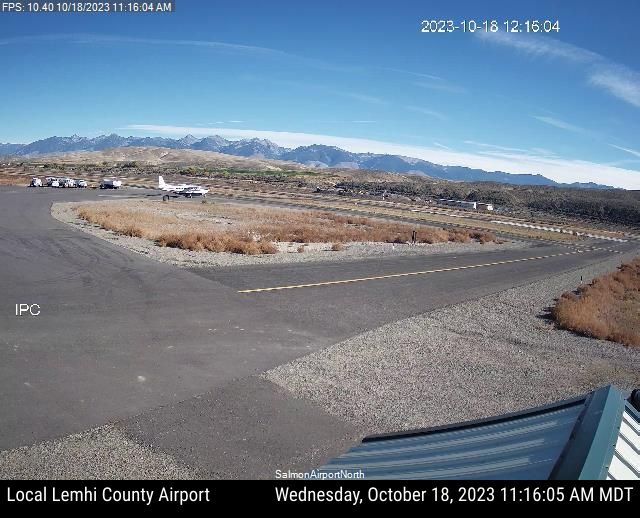 FPS: 10.40 10/18/2023 11:16:04 AM
2023-10-18 12:16:04
IPC
SalmonAirportNorth
Local Lemhi County Airport Wednesday, October 18, 2023 11:16:05 AM MDT